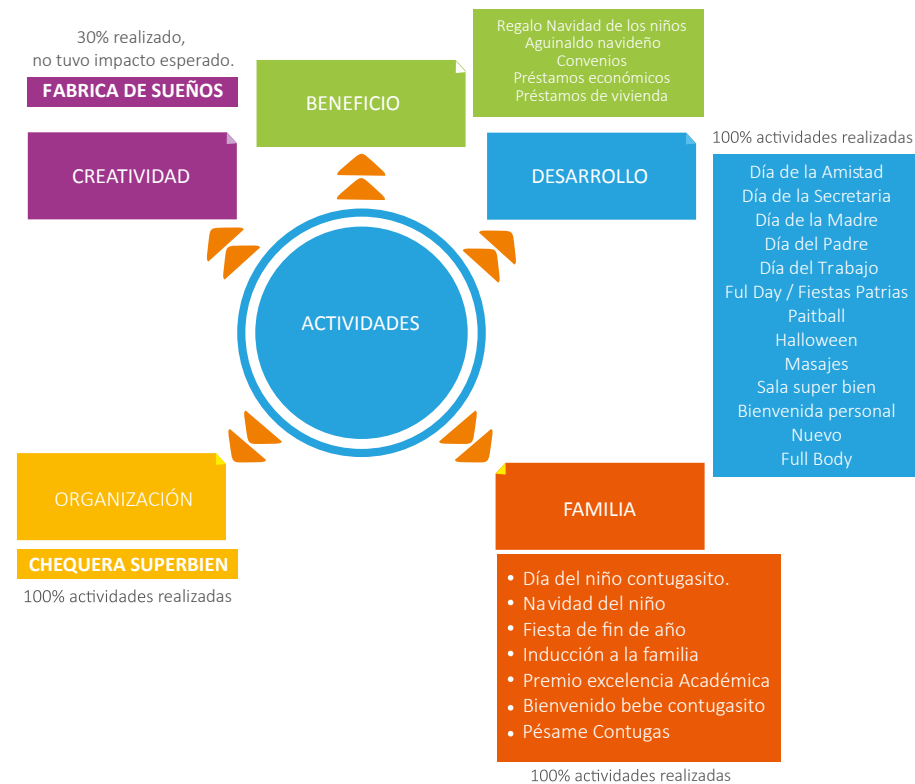 30% realizado,
no tuvo impacto esperado.
FABRICA DE SUEÑOS
CREATIVIDAD
BENEFICIO
Regalo Navidad de los niños
Aguinaldo navideño
Convenios
Préstamos económicos
Préstamos de vivienda
DESARROLLO
100% actividades realizadas
Día de la Amistad
Día de la Secretaria
Día de la Madre
Día del Padre
Día del Trabajo
Ful Day / Fiestas Patrias
Paitball
Halloween
Masajes
Sala super bien
Bienvenida personal
Nuevo
Full Body
ACTIVIDADES
ORGANIZACIÓN
CHEQUERA SUPERBIEN
100% actividades realizadas
FAMILIA
• Día del niño contugasito.
• Navidad del niño
• Fiesta de fin de año
• Inducción a la familia
• Premio excelencia Académica
• Bienvenido bebe contugasito
• Pésame Contugas
100% actividades realizadas